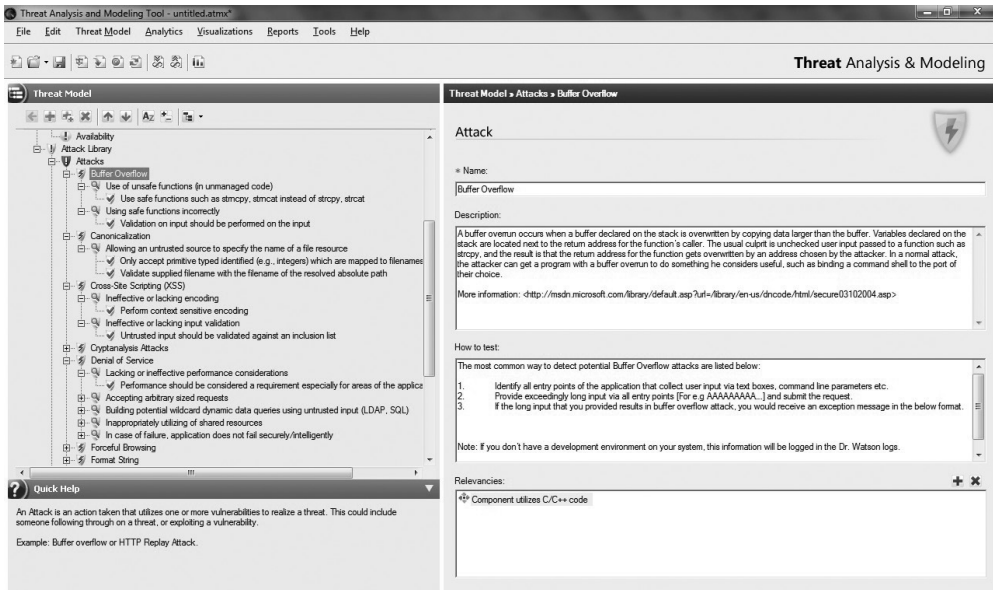 Threat Analysis and Modeling Tool - untitled.atmx*
File Edit Threat Model Analytics Visualizations Reports Tools Help
Threat Analysis & Modeling
Threat Model
Availability
Attack Library
Attacks
Buffer Overflow
Use of unsafe functions (in unmanaged code)
Use safe functions such as strncpy, strncat instead of strcpy, strcat
Using safe functions incorrectly
Validation on input should be performed on the input
Canonicalization
Allowing an untrusted source to specify the name of a file resource
Only accept primitive typed identified (e.g., integers) which are mapped to filenames
Validate supplied filename with the filename of the resolved absolute path
Cross-Site Scripting (XSS)
Ineffective or lacking encoding
Perform context sensitive encoding
Ineffective or lacking input validation
Untrusted input should be validated against an inclusion list
Cryptanalysis Attacks
Denial of Service
Lacking or ineffective performance considerations
Performance should be considered a requirement especially for areas of the applica
Accepting arbitrary sized requests
Building potential wildcard dynamic data queries using untrusted input (LDAP, SQL)
Inappropriately utilizing of shared resources
In case of failure, application does not fail securely/intelligently
Forceful Browsing
Format String
Quick Help
An Attack is an action taken that utilizes one or more vulnerabilities to realize a threat. This could include
someone following through on a threat, or exploiting a vulnerability.
Example: Buffer overflow or HTTP Replay Attack.
Threat Model » Attacks » Buffer Overflow
Attack
* Name:
Buffer Overflow
Description:
A buffer overrun occurs when a buffer declared on the stack is overwritten by copying data larger than the buffer. Variables declared on the
stack are located next to the return address for the function's caller. The usual culprit is unchecked user input passed to a function such as
strcpy, and the result is that the return address for the function gets overwritten by an address chosen by the attacker. In a normal attack,
the attacker can get a program with a buffer overrun to do something he considers useful, such as binding a command shell to the port of
their choice.
More information: <http://msdn.microsoft.com/library/default.asp?url=/library/en-us/dncode/html/secure03102004.asp>
How to test:
The most common way to detect potential Buffer Overflow attacks are listed below:
1. Identify all entry points of the application that collect user input via text boxes, command line parameters etc.
2. Provide exceedingly long input via all entry points [For e.g AAAAAAAAA...] and submit the request.
3. If the long input that you provided results in buffer overflow attack, you would receive an exception message in the below format.
Note: If you don't have a development environment on your system, this information will be logged in the Dr. Watson logs.
Relevancies:
Component utilizes C/C++ code